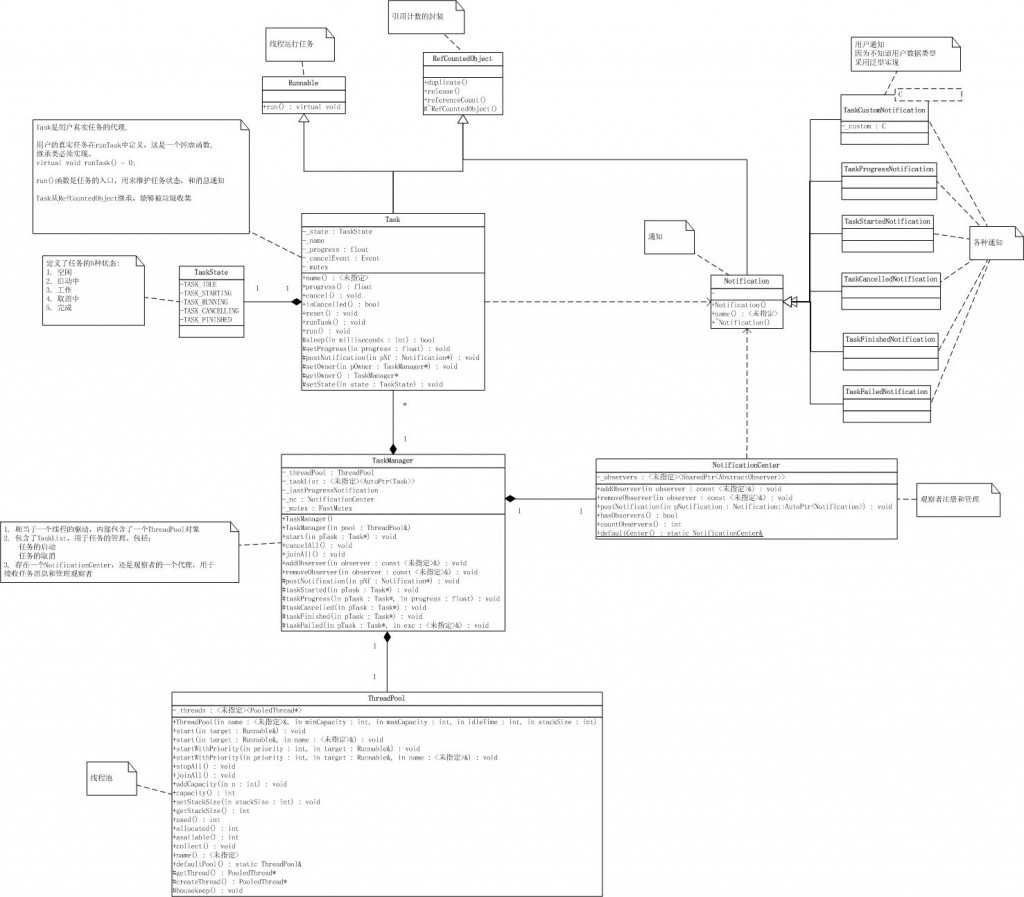 引用计数的封装
线程运行任务
Runnable
+run() : virtual void
RefCountedObject
+duplicate()
+release()
+referenceCount()
#~RefCountedObject()
用户通知
因为不知道用户数据类型
采用泛型实现
C
TaskCustomNotification
-_custom : C
TaskProgressNotification
TaskStartedNotification
TaskCancelledNotification
TaskFinishedNotification
TaskFailedNotification
各种通知
Task是用户真实任务的代理.
用户的真实任务在runTask中定义, 这是一个纯虚函数,
继承类必须实现.
virtual void runTask() = 0;
run()函数是任务的入口, 用来维护任务状态, 和消息通知
Task从RefCountedObject继承, 能够被垃圾收集
定义了任务的5种状态:
1. 空闲
2. 启动中
3. 工作
4. 取消中
5. 完成
TaskState
-TASK_IDLE
-TASK_STARTING
-TASK_RUNNING
-TASK_CANCELLING
-TASK_FINISHED
1
1
Task
-_state : TaskState
-_name
-_progress : float
-_cancelEvent : Event
-_mutex
+name() : <未指定>
+progress() : float
+cancel() : void
+isCancelled() : bool
+reset() : void
+runTask() : void
+run() : void
#sleep(in milliseconds : int) : bool
#setProgress(in progress : float) : void
#postNotification(in pNf : Notification*) : void
#setOwner(in pOwner : TaskManager*) : void
#getOwner() : TaskManager*
#setState(in state : TaskState) : void
通知
Notification
+Notification()
+name() : <未指定>
+~Notification()
*
1
TaskManager
-_threadPool : ThreadPool
-_taskList : <未指定><AutoPtr<Task>>
-_lastProgressNotification
-_nc : NotificationCenter
-_mutex : FastMutex
+TaskManager()
+TaskManager(in pool : ThreadPool&)
+start(in pTask : Task*) : void
+cancelAll() : void
+joinAll() : void
+addObserver(in observer : const <未指定>&) : void
+removeObserver(in observer : const <未指定>&) : void
#postNotification(in pNf : Notification*) : void
#taskStarted(in pTask : Task*) : void
#taskProgress(in pTask : Task*, in progress : float) : void
#taskCancelled(in pTask : Task*) : void
#taskFinished(in pTask : Task*) : void
#taskFailed(in pTask : Task*, in exc : <未指定>&) : void
1
1
NotificationCenter
-_observers : <未指定><SharedPtr<AbstractObserver>>
+addObserver(in observer : const <未指定>&) : void
+removeObserver(in observer : const <未指定>&) : void
+postNotification(in pNotification : Notification::AutoPtr<Notification>) : void
+hasObservers() : bool
+countObservers() : int
+defaultCenter() : static NotificationCenter&
观察者注册和管理
1. 相当于一个线程的驱动, 内部包含了一个ThreadPool对象
2. 包含了TaskList, 用于任务的管理, 包括:
任务的启动
任务的取消
3. 存在一个NotificationCenter, 还是观察者的一个代理, 用于
接收任务消息和管理观察者
1
1
ThreadPool
-_threads : <未指定><PooledThread*>
+ThreadPool(in name : <未指定>&, in minCapacity : int, in maxCapacity : int, in idleTime : int, in stackSize : int)
+start(in target : Runnable&) : void
+start(in target : Runnable&, in name : <未指定>&) : void
+startWithPriority(in priority : int, in target : Runnable&) : void
+startWithPriority(in priority : int, in target : Runnable&, in name : <未指定>&) : void
+stopAll() : void
+joinAll() : void
+addCapacity(in n : int) : void
+capacity() : int
+setStackSize(in stackSize : int) : void
+getStackSize() : int
+used() : int
+allocated() : int
+available() : int
+collect() : void
+name() : <未指定>
+defaultPool() : static ThreadPool&
#getThread() : PooledThread*
#createThread() : PooledThread*
#housekeep() : void
线程池